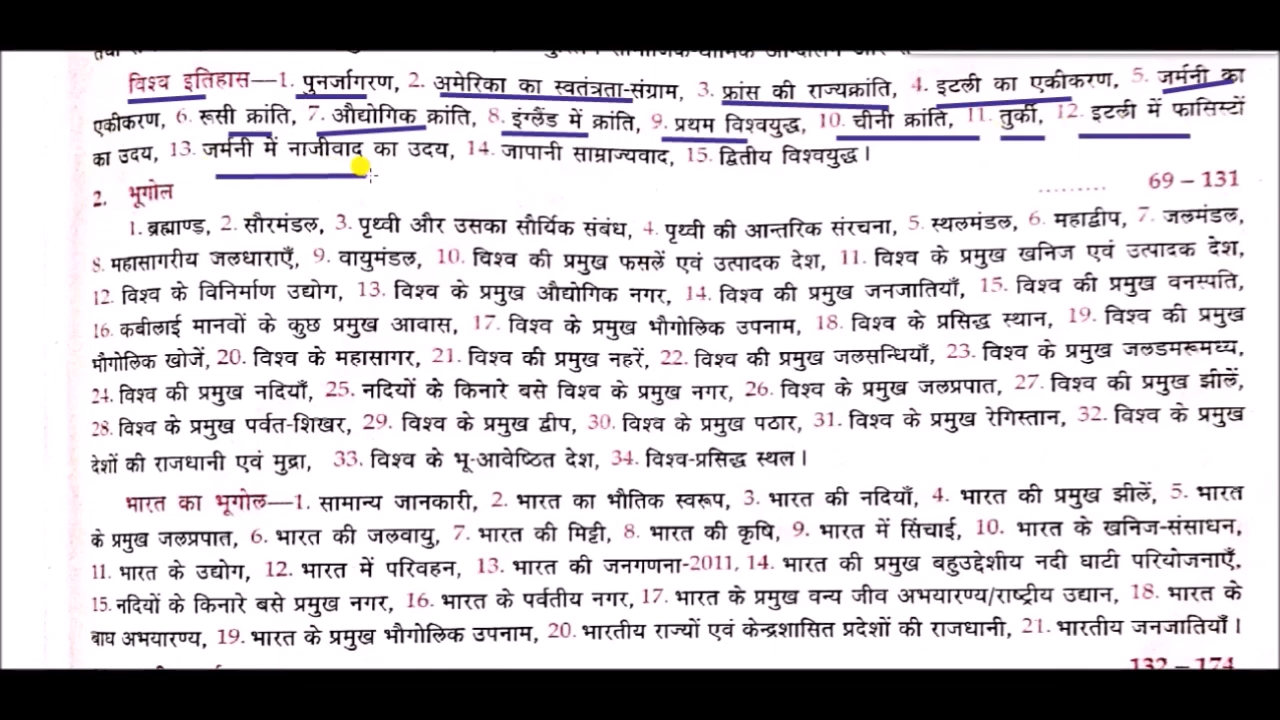 विश्व इतिहास—1. पुनर्जागरण, 2. अमेरिका का स्वतंत्रता-संग्राम, 3. फ्रांस की राज्यक्रांति, 4. इटली का एकीकरण, 5. जर्मनी का
एकीकरण, 6. रूसी क्रांति, 7. औद्योगिक क्रांति, 8. इंग्लैंड में क्रांति, 9. प्रथम विश्वयुद्ध, 10. चीनी क्रांति, 11. तुर्की, 12. इटली में फासिस्टों
का उदय, 13. जर्मनी में नाजीवाद का उदय, 14. जापानी साम्राज्यवाद, 15. द्वितीय विश्वयुद्ध।
2. भूगोल ......... 69 – 131
1. ब्रह्माण्ड, 2. सौरमंडल, 3. पृथ्वी और उसका सौर्यिक संबंध, 4. पृथ्वी की आन्तरिक संरचना, 5. स्थलमंडल, 6. महाद्वीप, 7. जलमंडल,
8. महासागरीय जलधाराएँ, 9. वायुमंडल, 10. विश्व की प्रमुख फसलें एवं उत्पादक देश, 11. विश्व के प्रमुख खनिज एवं उत्पादक देश,
12. विश्व के विनिर्माण उद्योग, 13. विश्व के प्रमुख औद्योगिक नगर, 14. विश्व की प्रमुख जनजातियाँ, 15. विश्व की प्रमुख वनस्पति,
16. कबीलाई मानवों के कुछ प्रमुख आवास, 17. विश्व के प्रमुख भौगोलिक उपनाम, 18. विश्व के प्रसिद्ध स्थान, 19. विश्व की प्रमुख
भौगोलिक खोजें, 20. विश्व के महासागर, 21. विश्व की प्रमुख नहरें, 22. विश्व की प्रमुख जलसन्धियाँ, 23. विश्व के प्रमुख जलडमरूमध्य,
24. विश्व की प्रमुख नदियाँ, 25. नदियों के किनारे बसे विश्व के प्रमुख नगर, 26. विश्व के प्रमुख जलप्रपात, 27. विश्व की प्रमुख झीलें,
28. विश्व के प्रमुख पर्वत-शिखर, 29. विश्व के प्रमुख द्वीप, 30. विश्व के प्रमुख पठार, 31. विश्व के प्रमुख रेगिस्तान, 32. विश्व के प्रमुख
देशों की राजधानी एवं मुद्रा, 33. विश्व के भू-आवेष्ठित देश, 34. विश्व-प्रसिद्ध स्थल।
भारत का भूगोल—1. सामान्य जानकारी, 2. भारत का भौतिक स्वरूप, 3. भारत की नदियाँ, 4. भारत की प्रमुख झीलें, 5. भारत
के प्रमुख जलप्रपात, 6. भारत की जलवायु, 7. भारत की मिट्टी, 8. भारत की कृषि, 9. भारत में सिंचाई, 10. भारत के खनिज-संसाधन,
11. भारत के उद्योग, 12. भारत में परिवहन, 13. भारत की जनगणना-2011, 14. भारत की प्रमुख बहुउद्देशीय नदी घाटी परियोजनाएँ,
15. नदियों के किनारे बसे प्रमुख नगर, 16. भारत के पर्वतीय नगर, 17. भारत के प्रमुख वन्य जीव अभयारण्य/राष्ट्रीय उद्यान, 18. भारत के
बाघ अभयारण्य, 19. भारत के प्रमुख भौगोलिक उपनाम, 20. भारतीय राज्यों एवं केन्द्रशासित प्रदेशों की राजधानी, 21. भारतीय जनजातियाँ।
132 – 174